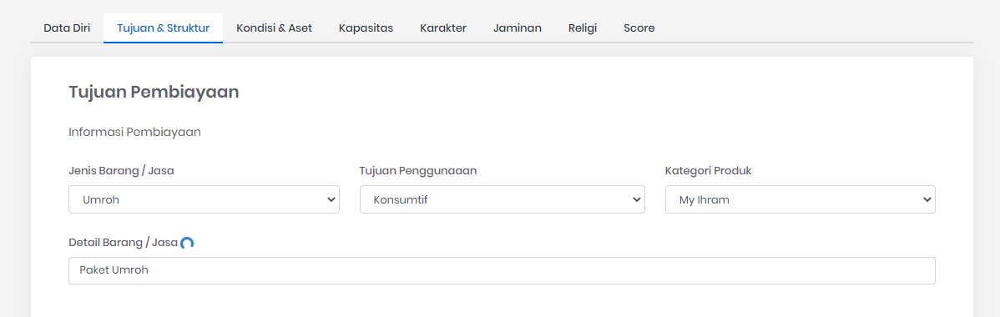 Data Diri Tujuan & Struktur Kondisi & Aset Kapasitas Karakter Jaminan Religi Score
Tujuan Pembiayaan
Informasi Pembiayaan
Jenis Barang / Jasa Tujuan Penggunaaan Kategori Produk
Umroh Konsumtif My Ihram
Detail Barang / Jasa
Paket Umroh